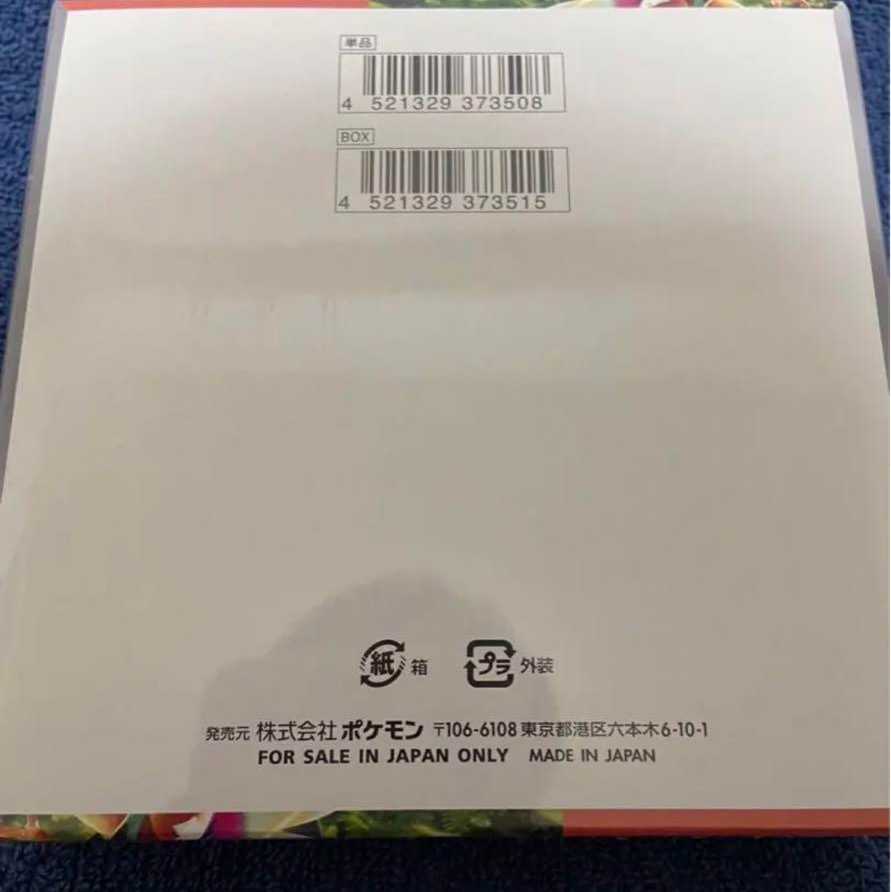 単品
4 521329 373508
BOX
4 521329 373515
紙 箱 プラ 外装
発売元 株式会社ポケモン 〒106-6108 東京都港区六本木6-10-1
FOR SALE IN JAPAN ONLY MADE IN JAPAN